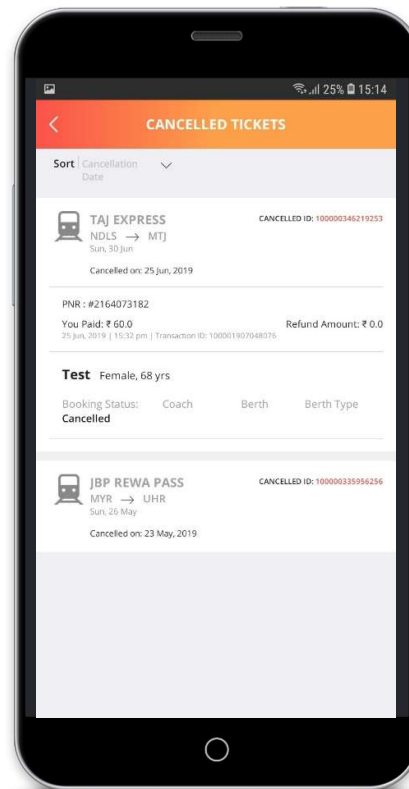 25% 15:14
CANCELLED TICKETS
Sort Cancellation
Date
TAJ EXPRESS CANCELLED ID: 100000346219253
NDLS → MTJ
Sun, 30 Jun
Cancelled on: 25 Jun, 2019
PNR : #2164073182
You Paid: ₹ 60.0 Refund Amount: ₹ 0.0
25 Jun, 2019 | 15:32 pm | Transaction ID: 100001907048076
Test Female, 68 yrs
Booking Status: Coach Berth Berth Type
Cancelled
JBP REWA PASS CANCELLED ID: 100000335956256
MYR → UHR
Sun, 26 May
Cancelled on: 23 May, 2019